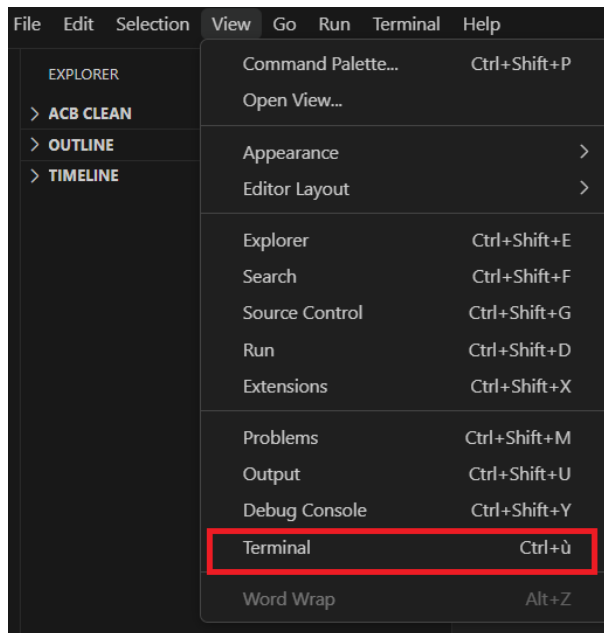 File Edit Selection View Go Run Terminal Help
EXPLORER
ACB CLEAN
OUTLINE
TIMELINE
Command Palette... Ctrl+Shift+P
Open View...
Appearance
Editor Layout
Explorer Ctrl+Shift+E
Search Ctrl+Shift+F
Source Control Ctrl+Shift+G
Run Ctrl+Shift+D
Extensions Ctrl+Shift+X
Problems Ctrl+Shift+M
Output Ctrl+Shift+U
Debug Console Ctrl+Shift+Y
Terminal Ctrl+ù
Word Wrap Alt+Z